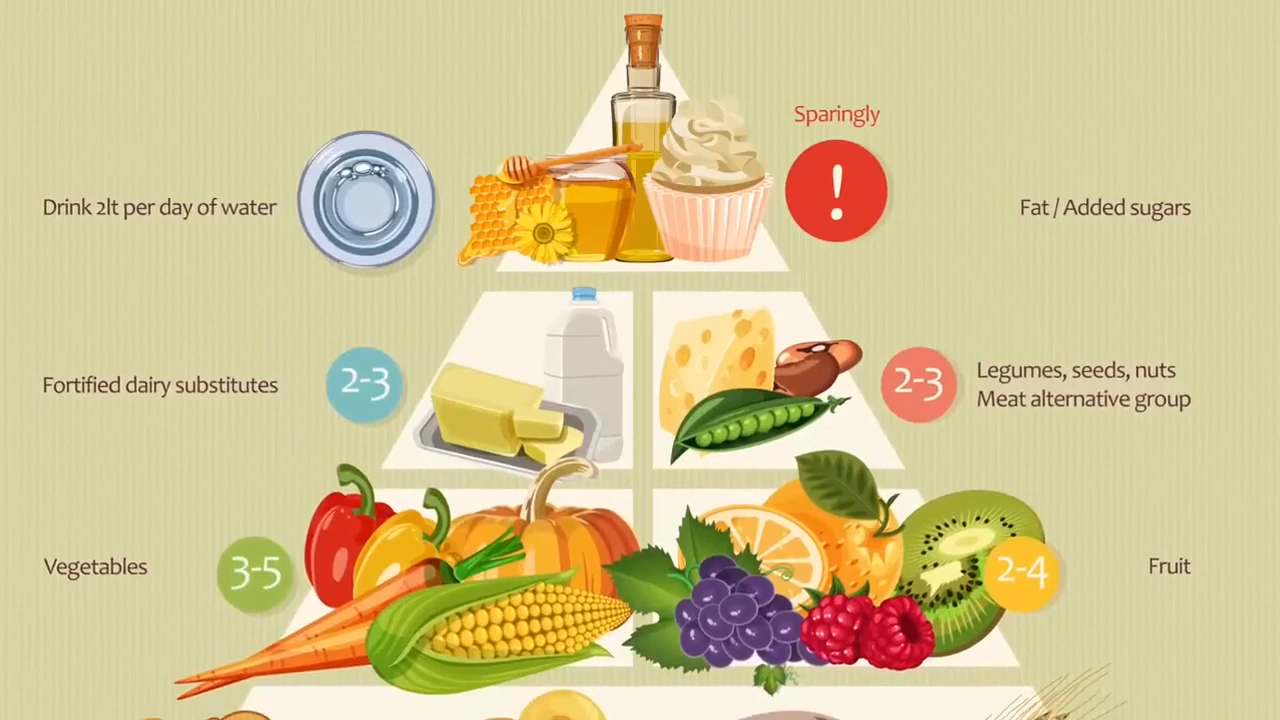 Sparingly
!
Drink 2lt per day of water
Fat / Added sugars
Fortified dairy substitutes
2-3
2-3
Legumes, seeds, nuts
Meat alternative group
Vegetables
3-5
2-4
Fruit